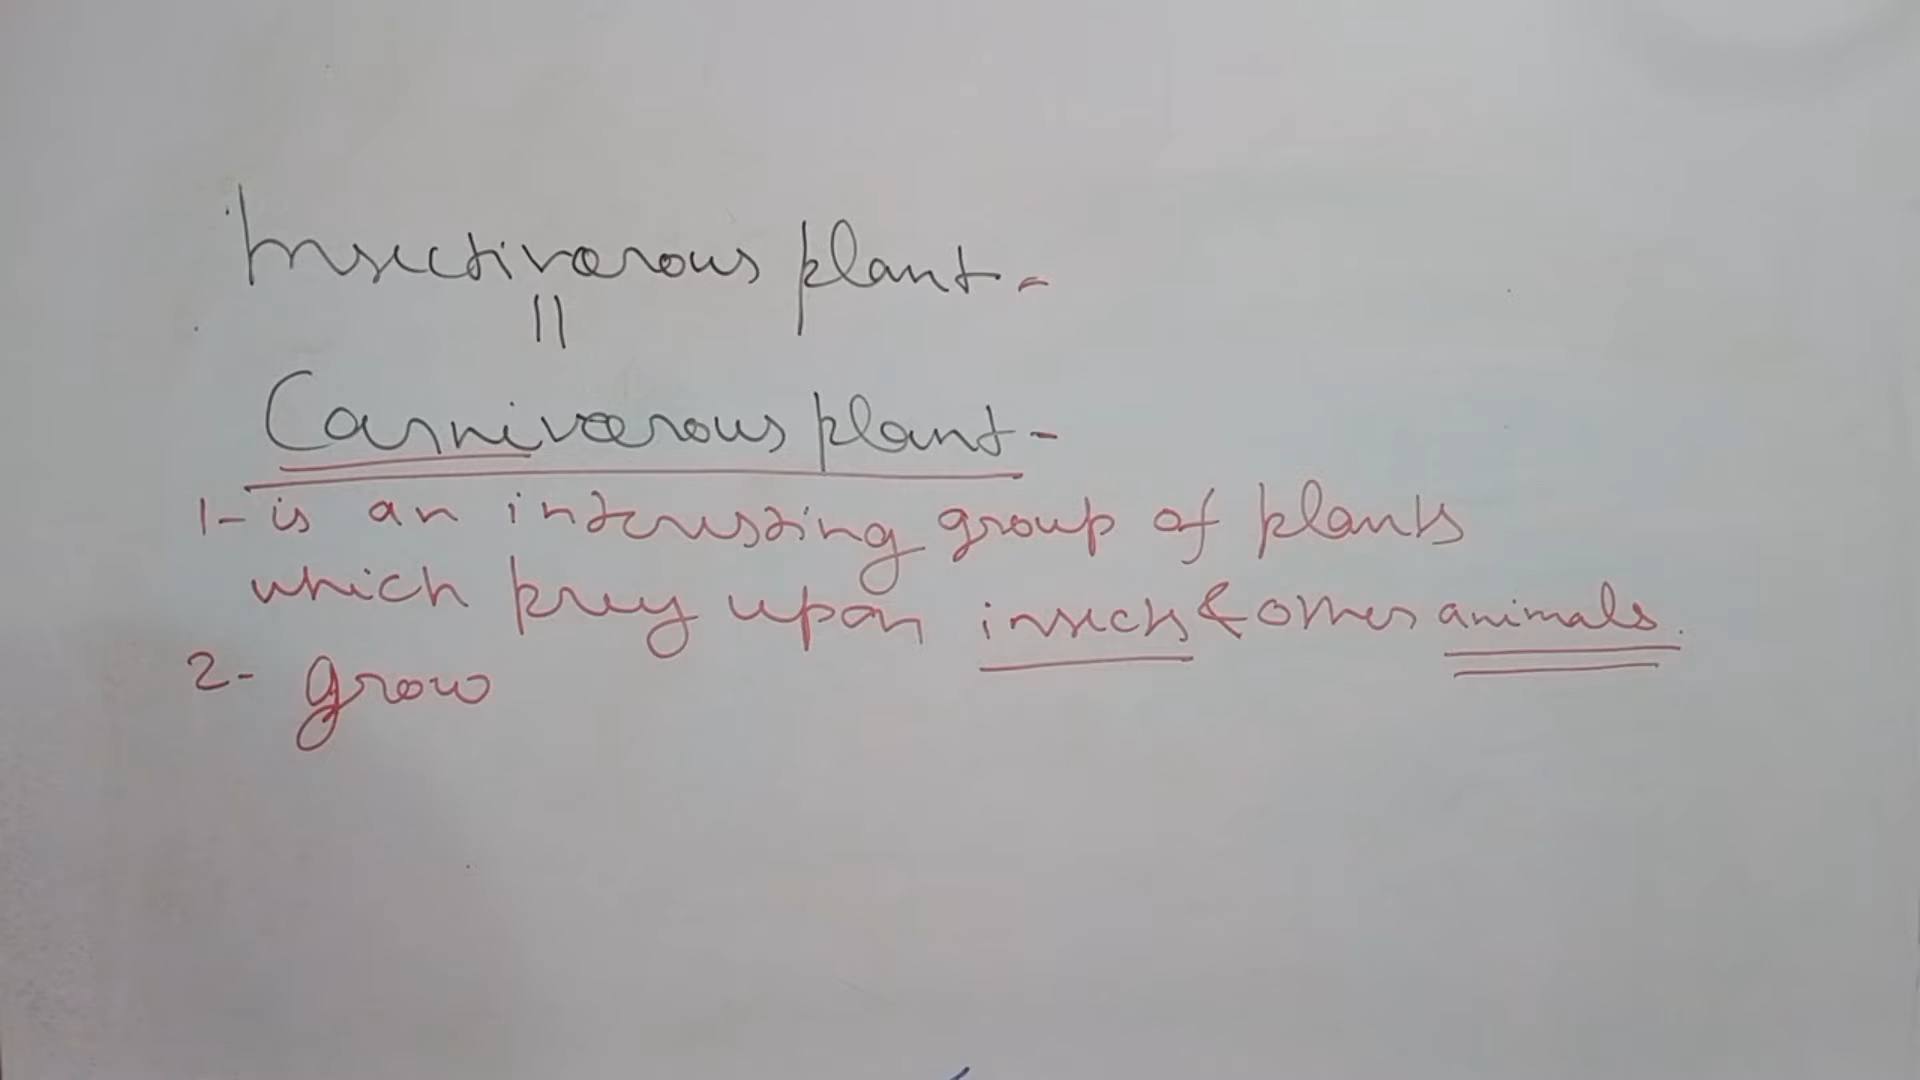 Insectivorous plant-
||
Carnivorous plant-
1- is an interesting group of plants
which prey upon insects & other animals.
2- grow